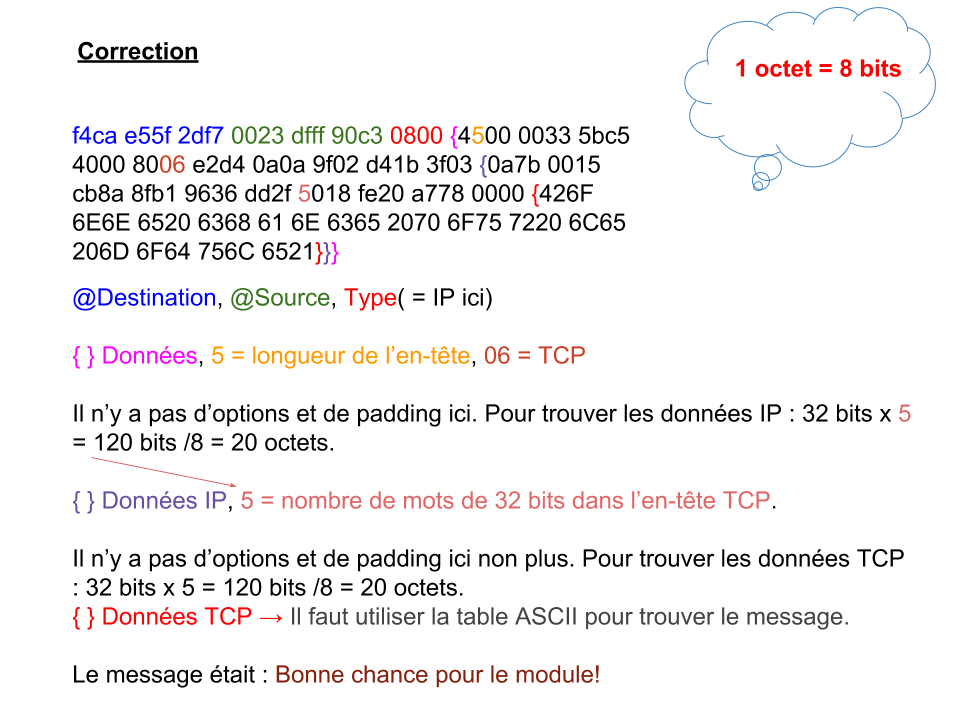 Correction
1 octet = 8 bits
f4ca e55f 2df7 0023 dfff 90c3 0800 {4500 0033 5bc5
4000 8006 e2d4 0a0a 9f02 d41b 3f03 {0a7b 0015
cb8a 8fb1 9636 dd2f 5018 fe20 a778 0000 {426F
6E6E 6520 6368 61 6E 6365 2070 6F75 7220 6C65
206D 6F64 756C 6521}}}
@Destination, @Source, Type( = IP ici)
{ } Données, 5 = longueur de l’en-tête, 06 = TCP
Il n’y a pas d’options et de padding ici. Pour trouver les données IP : 32 bits x 5
= 120 bits /8 = 20 octets.
{ } Données IP, 5 = nombre de mots de 32 bits dans l’en-tête TCP.
Il n’y a pas d’options et de padding ici non plus. Pour trouver les données TCP
: 32 bits x 5 = 120 bits /8 = 20 octets.
{ } Données TCP → Il faut utiliser la table ASCII pour trouver le message.
Le message était : Bonne chance pour le module!